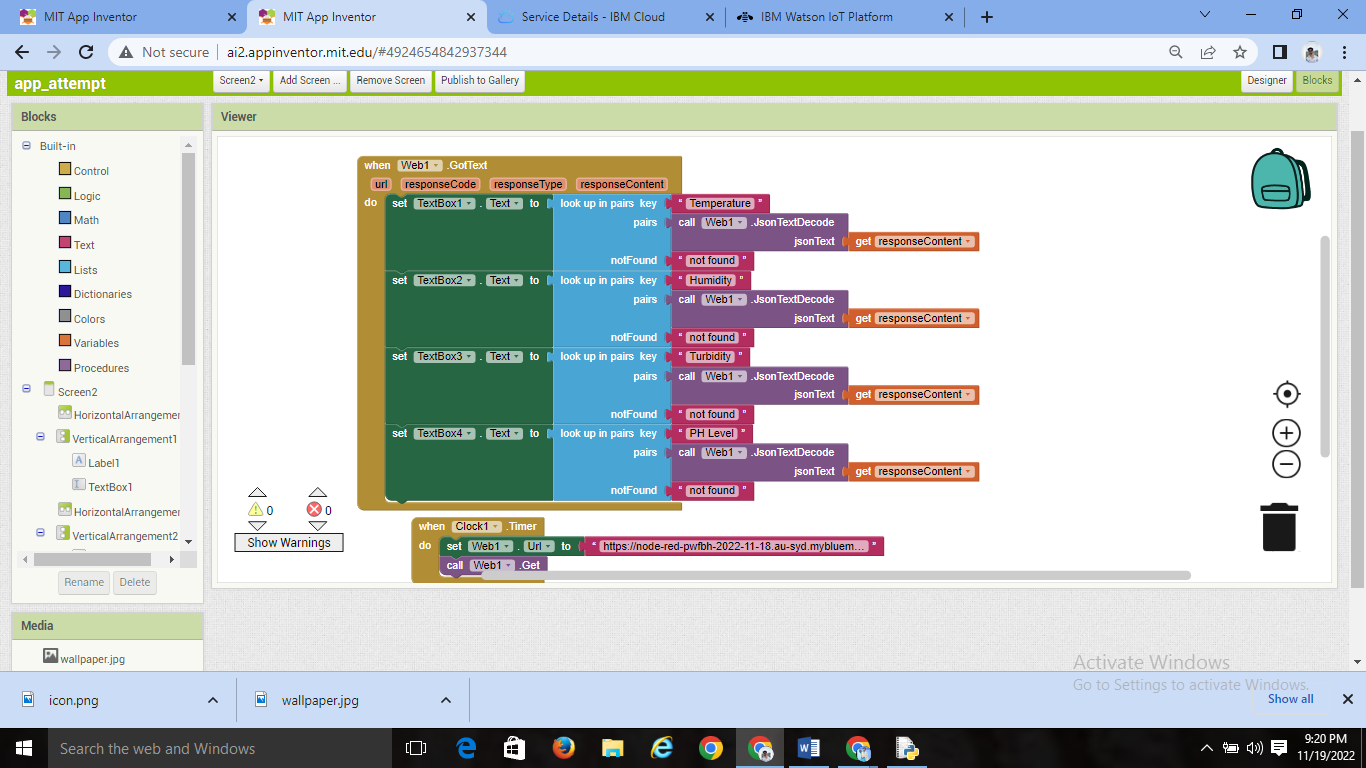 MIT App Inventor
MIT App Inventor
Service Details - IBM Cloud
IBM Watson IoT Platform
Not secure
ai2.appinventor.mit.edu/#4924654842937344
app_attempt
Screen2
Add Screen ...
Remove Screen
Publish to Gallery
Designer
Blocks
Blocks
Built-in
Control
Logic
Math
Text
Lists
Dictionaries
Colors
Variables
Procedures
Screen2
HorizontalArrangemer
VerticalArrangement1
Label1
TextBox1
HorizontalArrangemer
VerticalArrangement2
Rename Delete
Media
wallpaper.jpg
Viewer
when Web1 .GotText
url responseCode responseType responseContent
do set TextBox1 . Text to look up in pairs key " Temperature "
pairs call Web1 .JsonTextDecode
jsonText get responseContent
notFound " not found "
set TextBox2 . Text to look up in pairs key " Humidity "
pairs call Web1 .JsonTextDecode
jsonText get responseContent
notFound " not found "
set TextBox3 . Text to look up in pairs key " Turbidity "
pairs call Web1 .JsonTextDecode
jsonText get responseContent
notFound " not found "
set TextBox4 . Text to look up in pairs key " PH Level "
pairs call Web1 .JsonTextDecode
jsonText get responseContent
notFound " not found "
when Clock1 .Timer
do set Web1 . Url to " https://node-red-pwfbh-2022-11-18.au-syd.mybluem... "
call Web1 .Get
0 0
Show Warnings
Activate Windows
Go to Settings to activate Windows.
icon.png
wallpaper.jpg
Show all
Search the web and Windows
9:20 PM
11/19/2022